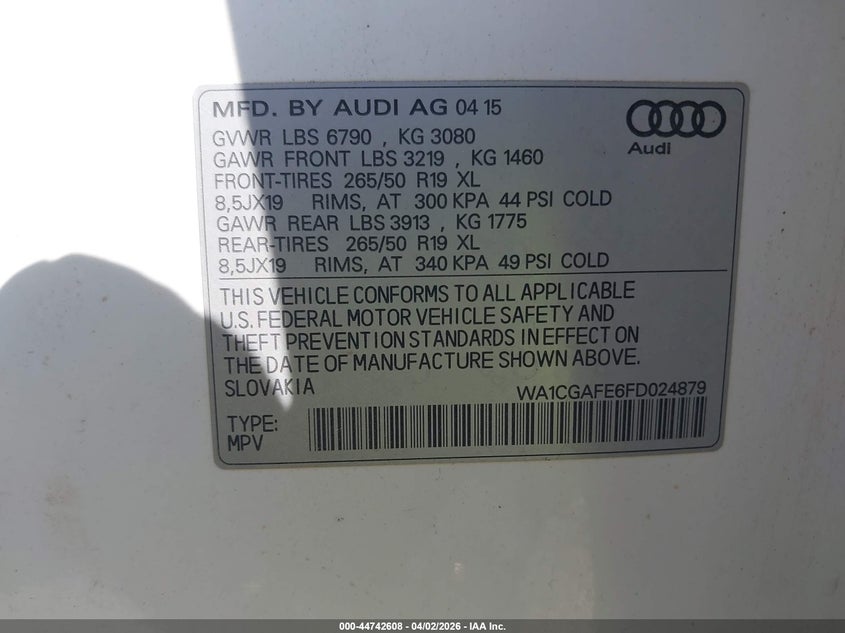 MFD. BY AUDI AG 04 15
GVWR LBS 6790 , KG 3080
GAWR FRONT LBS 3219 , KG 1460
FRONT-TIRES 265/50 R19 XL
8,5JX19 RIMS, AT 300 KPA 44 PSI COLD
GAWR REAR LBS 3913 , KG 1775
REAR-TIRES 265/50 R19 XL
8,5JX19 RIMS, AT 340 KPA 49 PSI COLD
Audi
THIS VEHICLE CONFORMS TO ALL APPLICABLE
U.S. FEDERAL MOTOR VEHICLE SAFETY AND
THEFT PREVENTION STANDARDS IN EFFECT ON
THE DATE OF MANUFACTURE SHOWN ABOVE.
SLOVAKIA WA1CGAFE6FD024879
TYPE:
MPV
000-44742608 - 04/02/2026 - IAA Inc.